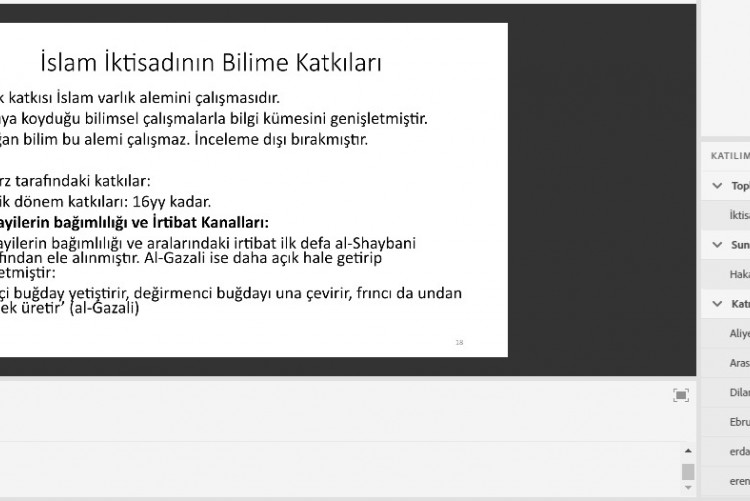 İslam İktisadının Bilime Katkıları
k katkısı İslam varlık alemini çalışmasıdır.
ya koyduğu bilimsel çalışmalarla bilgi kümesini genişletmiştir.
ğan bilim bu alemi çalışmaz. İnceleme dışı bırakmıştır.
rz tarafındaki katkılar:
ik dönem katkıları: 16yy kadar.
ayilerin bağımlılığı ve İrtibat Kanalları:
ayilerin bağımlılığı ve aralarındaki irtibat ilk defa al-Shaybani
fından ele alınmıştır. Al-Gazali ise daha açık hale getirip
etmiştir:
çi buğday yetiştirir, değirmenci buğdayı una çevirir, frıncı da undan
ek üretir’ (al-Gazali)
18
KATILIM
Topl
İktis
Sun
Haka
Katı
Aliye
Aras
Dilar
Ebru
erda
eren